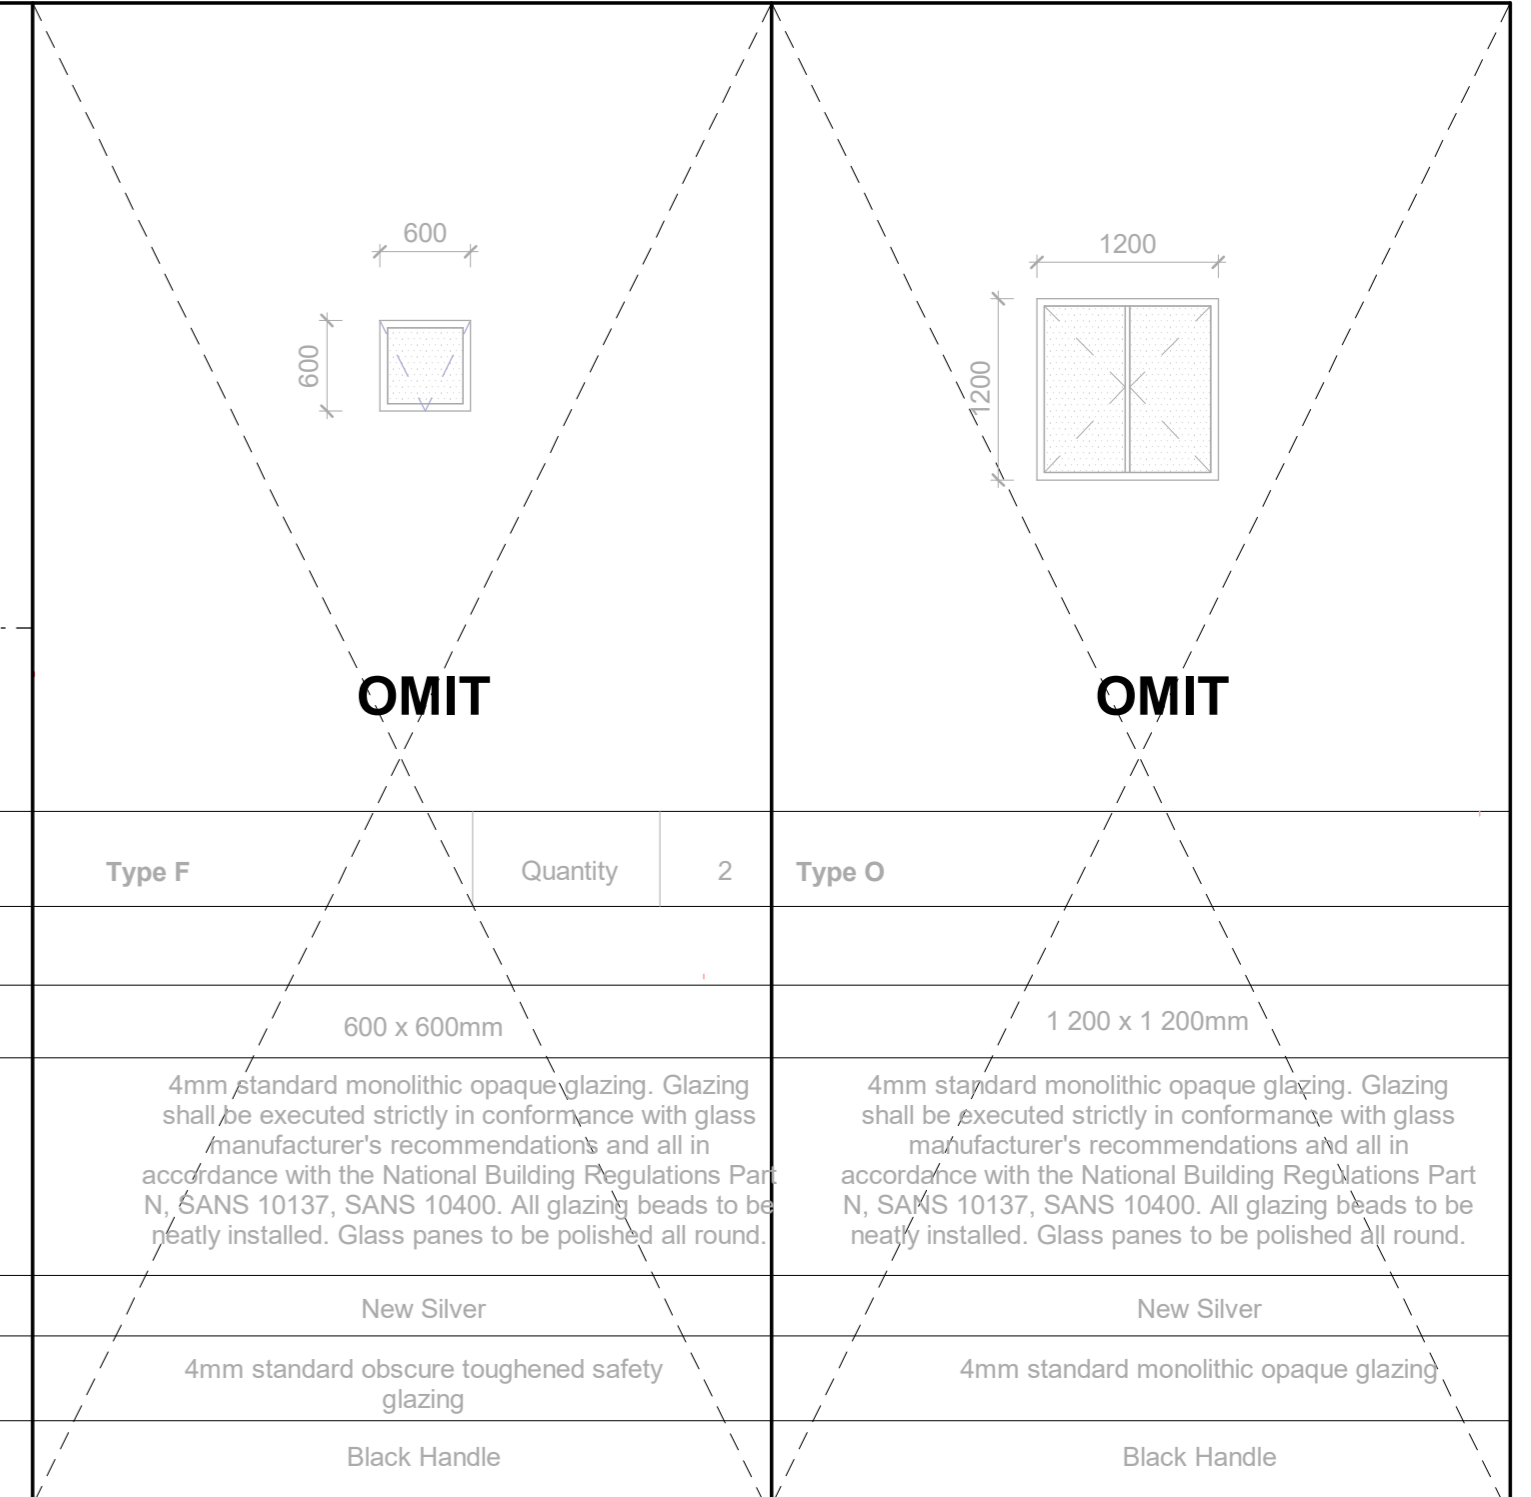 600
600
OMIT
Type F
Quantity
2
600 x 600mm
4mm standard monolithic opaque glazing. Glazing
shall be executed strictly in conformance with glass
manufacturer's recommendations and all in
accordance with the National Building Regulations Part
N, SANS 10137, SANS 10400. All glazing beads to be
neatly installed. Glass panes to be polished all round.
New Silver
4mm standard obscure toughened safety
glazing
Black Handle
1200
1200
OMIT
Type O
1 200 x 1 200mm
4mm standard monolithic opaque glazing. Glazing
shall be executed strictly in conformance with glass
manufacturer's recommendations and all in
accordance with the National Building Regulations Part
N, SANS 10137, SANS 10400. All glazing beads to be
neatly installed. Glass panes to be polished all round.
New Silver
4mm standard monolithic opaque glazing
Black Handle